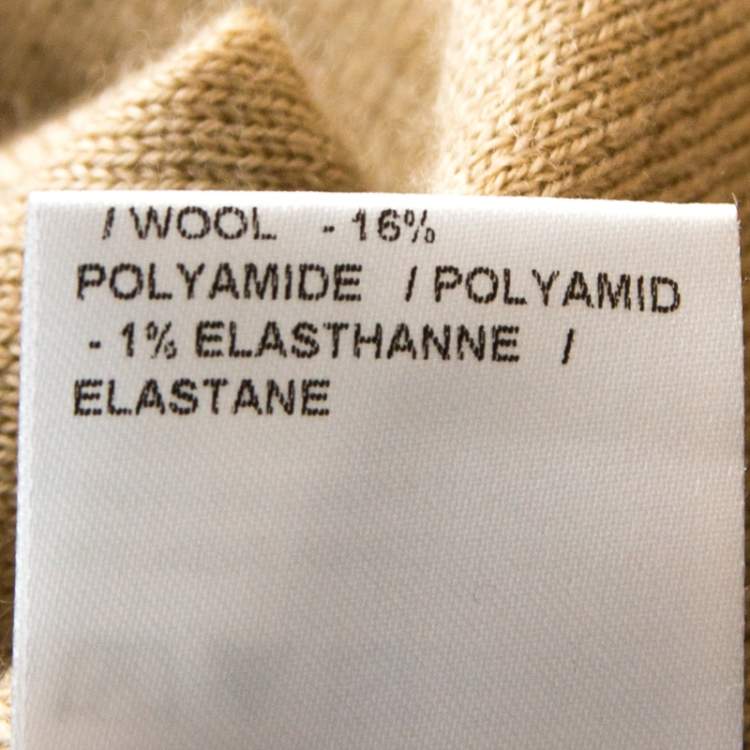 / WOOL - 16%
POLYAMIDE / POLYAMID
- 1% ELASTHANNE /
ELASTANE